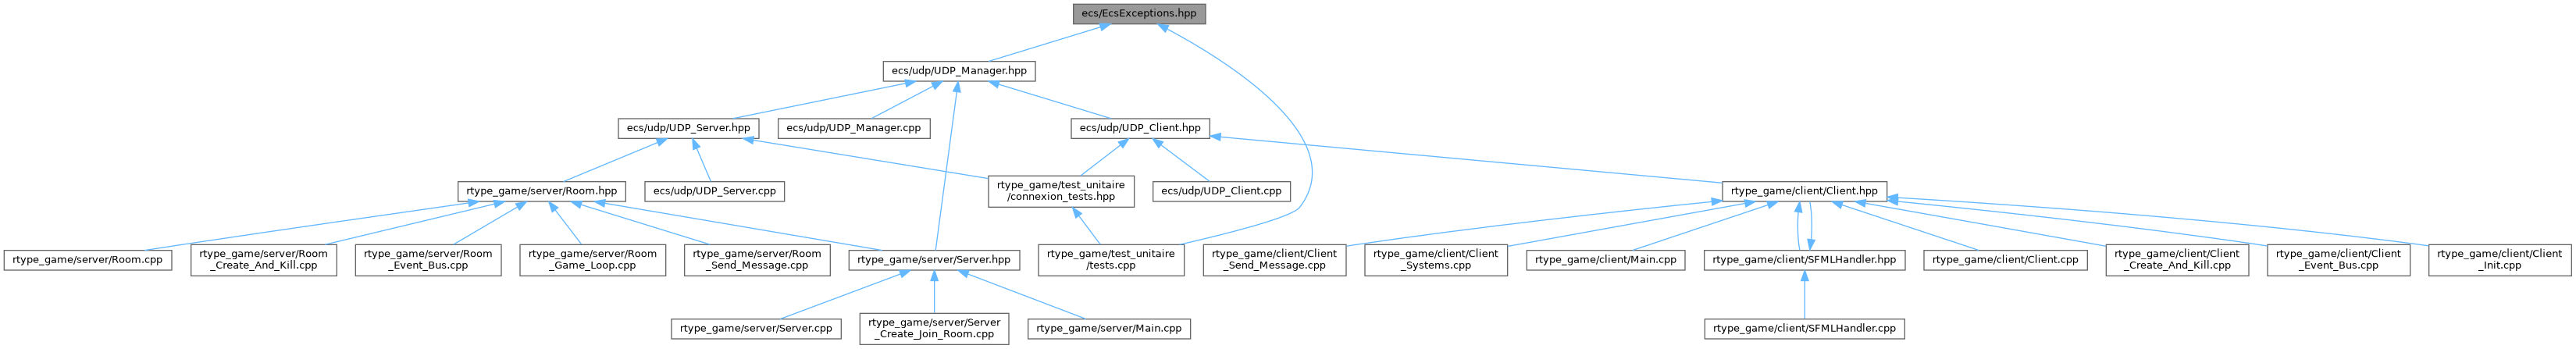 ecs/EcsExceptions.hpp
ecs/udp/UDP_Manager.hpp
ecs/udp/UDP_Server.hpp
ecs/udp/UDP_Manager.cpp
ecs/udp/UDP_Client.hpp
rtype_game/server/Room.hpp
ecs/udp/UDP_Server.cpp
rtype_game/test_unitaire
/connexion_tests.hpp
ecs/udp/UDP_Client.cpp
rtype_game/client/Client.hpp
rtype_game/server/Room.cpp
rtype_game/server/Room
_Create_And_Kill.cpp
rtype_game/server/Room
_Event_Bus.cpp
rtype_game/server/Room
_Game_Loop.cpp
rtype_game/server/Room
_Send_Message.cpp
rtype_game/server/Server.hpp
rtype_game/test_unitaire
/tests.cpp
rtype_game/client/Client
_Send_Message.cpp
rtype_game/client/Client
_Systems.cpp
rtype_game/client/Main.cpp
rtype_game/client/SFMLHandler.hpp
rtype_game/client/Client.cpp
rtype_game/client/Client
_Create_And_Kill.cpp
rtype_game/client/Client
_Event_Bus.cpp
rtype_game/client/Client
_Init.cpp
rtype_game/server/Server.cpp
rtype_game/server/Server
_Create_Join_Room.cpp
rtype_game/server/Main.cpp
rtype_game/client/SFMLHandler.cpp